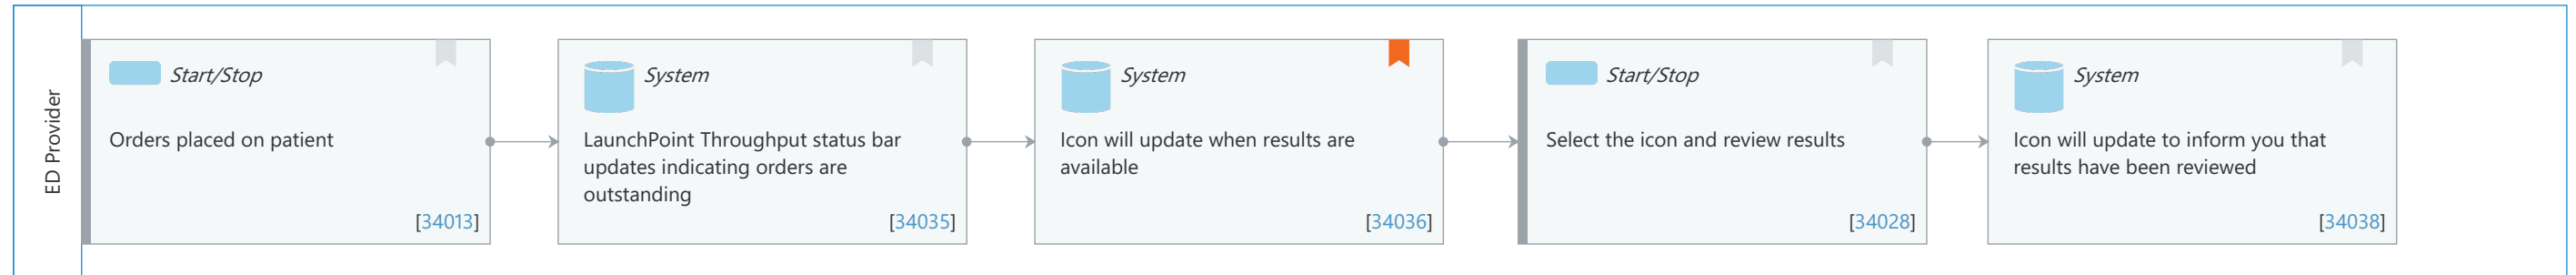 ED Provider
Start/Stop
Orders placed on patient
[34013]
System
LaunchPoint Throughput status bar
updates indicating orders are
outstanding
[34035]
System
Icon will update when results are
available
[34036]
Start/Stop
Select the icon and review results
[34028]
System
Icon will update to inform you that
results have been reviewed
[34038]